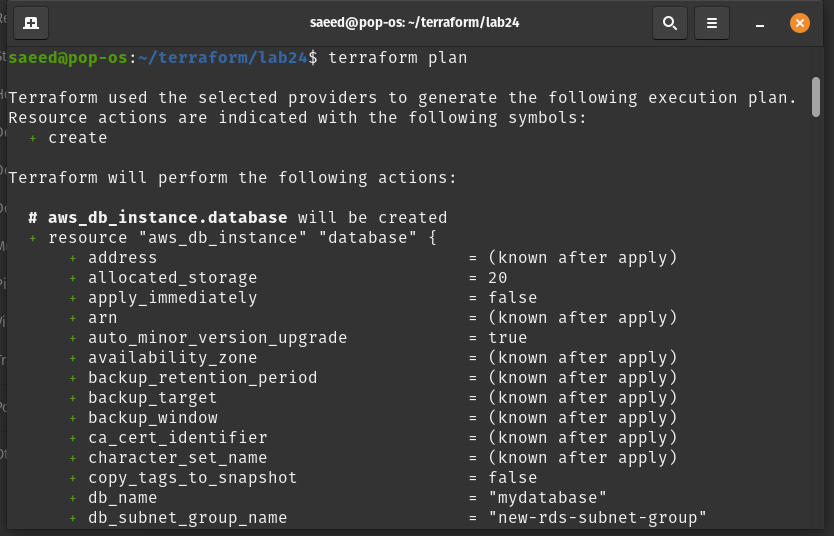 saeed@pop-os: ~/terraform/lab24
saeed@pop-os:~/terraform/lab24$ terraform plan
Terraform used the selected providers to generate the following execution plan.
Resource actions are indicated with the following symbols:
+ create
Terraform will perform the following actions:
# aws_db_instance.database will be created
+ resource "aws_db_instance" "database" {
+ address = (known after apply)
+ allocated_storage = 20
+ apply_immediately = false
+ arn = (known after apply)
+ auto_minor_version_upgrade = true
+ availability_zone = (known after apply)
+ backup_retention_period = (known after apply)
+ backup_target = (known after apply)
+ backup_window = (known after apply)
+ ca_cert_identifier = (known after apply)
+ character_set_name = (known after apply)
+ copy_tags_to_snapshot = false
+ db_name = "mydatabase"
+ db_subnet_group_name = "new-rds-subnet-group"